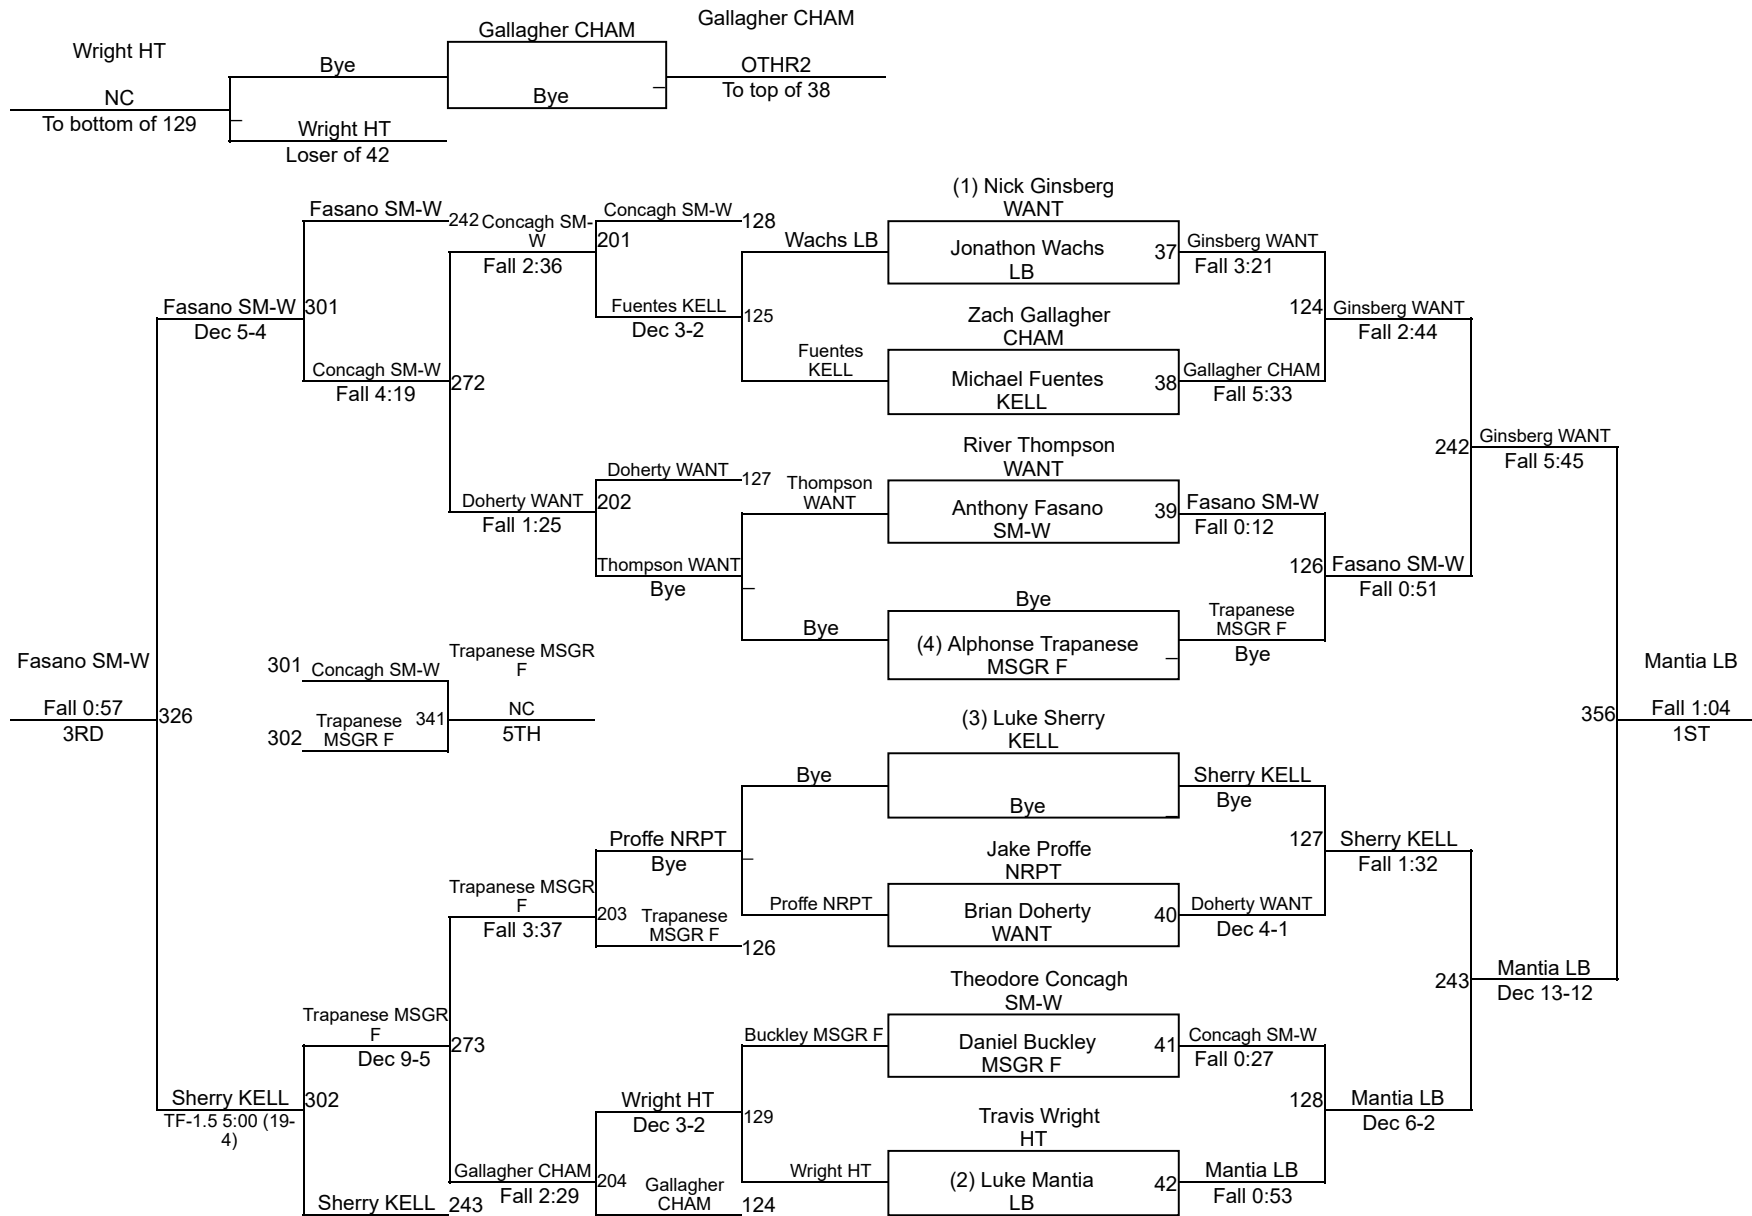 Gallagher CHAM
Gallagher CHAM
Wright HT
Bye
OTHR2
NC
Bye
To top of 38
To bottom of 129
Wright HT
Loser of 42
(1) Nick Ginsberg
WANT
Fasano SM-W
242
Concagh SM-
W
Fall 2:36
Concagh SM-W
128
201
Wachs LB
Jonathon Wachs
LB
37
Ginsberg WANT
Fall 3:21
Fasano SM-W
301
Dec 5-4
Fuentes KELL
125
Dec 3-2
Zach Gallagher
CHAM
124
Ginsberg WANT
Fall 2:44
Concagh SM-W
272
Fall 4:19
Fuentes
KELL
Michael Fuentes
KELL
38
Gallagher CHAM
Fall 5:33
River Thompson
WANT
242
Ginsberg WANT
Fall 5:45
Doherty WANT
127
Doherty WANT
202
Fall 1:25
Thompson
WANT
Anthony Fasano
SM-W
39
Fasano SM-W
Fall 0:12
Thompson WANT
Bye
126
Fasano SM-W
Fall 0:51
Bye
Bye
(4) Alphonse Trapanese
MSGR F
Trapanese
MSGR F
Bye
Fasano SM-W
Fall 0:57
3RD
326
301
Concagh SM-W
Trapanese MSGR
F
302
Trapanese
MSGR F
341
NC
5TH
Mantia LB
356
Fall 1:04
1ST
(3) Luke Sherry
KELL
Bye
Bye
Sherry KELL
Bye
Proffe NRPT
Bye
Jake Proffe
NRPT
127
Sherry KELL
Fall 1:32
Trapanese MSGR
F
Fall 3:37
203
Trapanese
MSGR F
126
Proffe NRPT
Brian Doherty
WANT
40
Doherty WANT
Dec 4-1
Theodore Concagh
SM-W
243
Mantia LB
Dec 13-12
Trapanese MSGR
F
Dec 9-5
273
Buckley MSGR F
Daniel Buckley
MSGR F
41
Concagh SM-W
Fall 0:27
Sherry KELL
302
TF-1.5 5:00 (19-
4)
Wright HT
129
Dec 3-2
Travis Wright
HT
128
Mantia LB
Dec 6-2
Gallagher CHAM
204
Fall 2:29
Gallagher
CHAM
124
Wright HT
(2) Luke Mantia
LB
42
Mantia LB
Fall 0:53
Sherry KELL
243